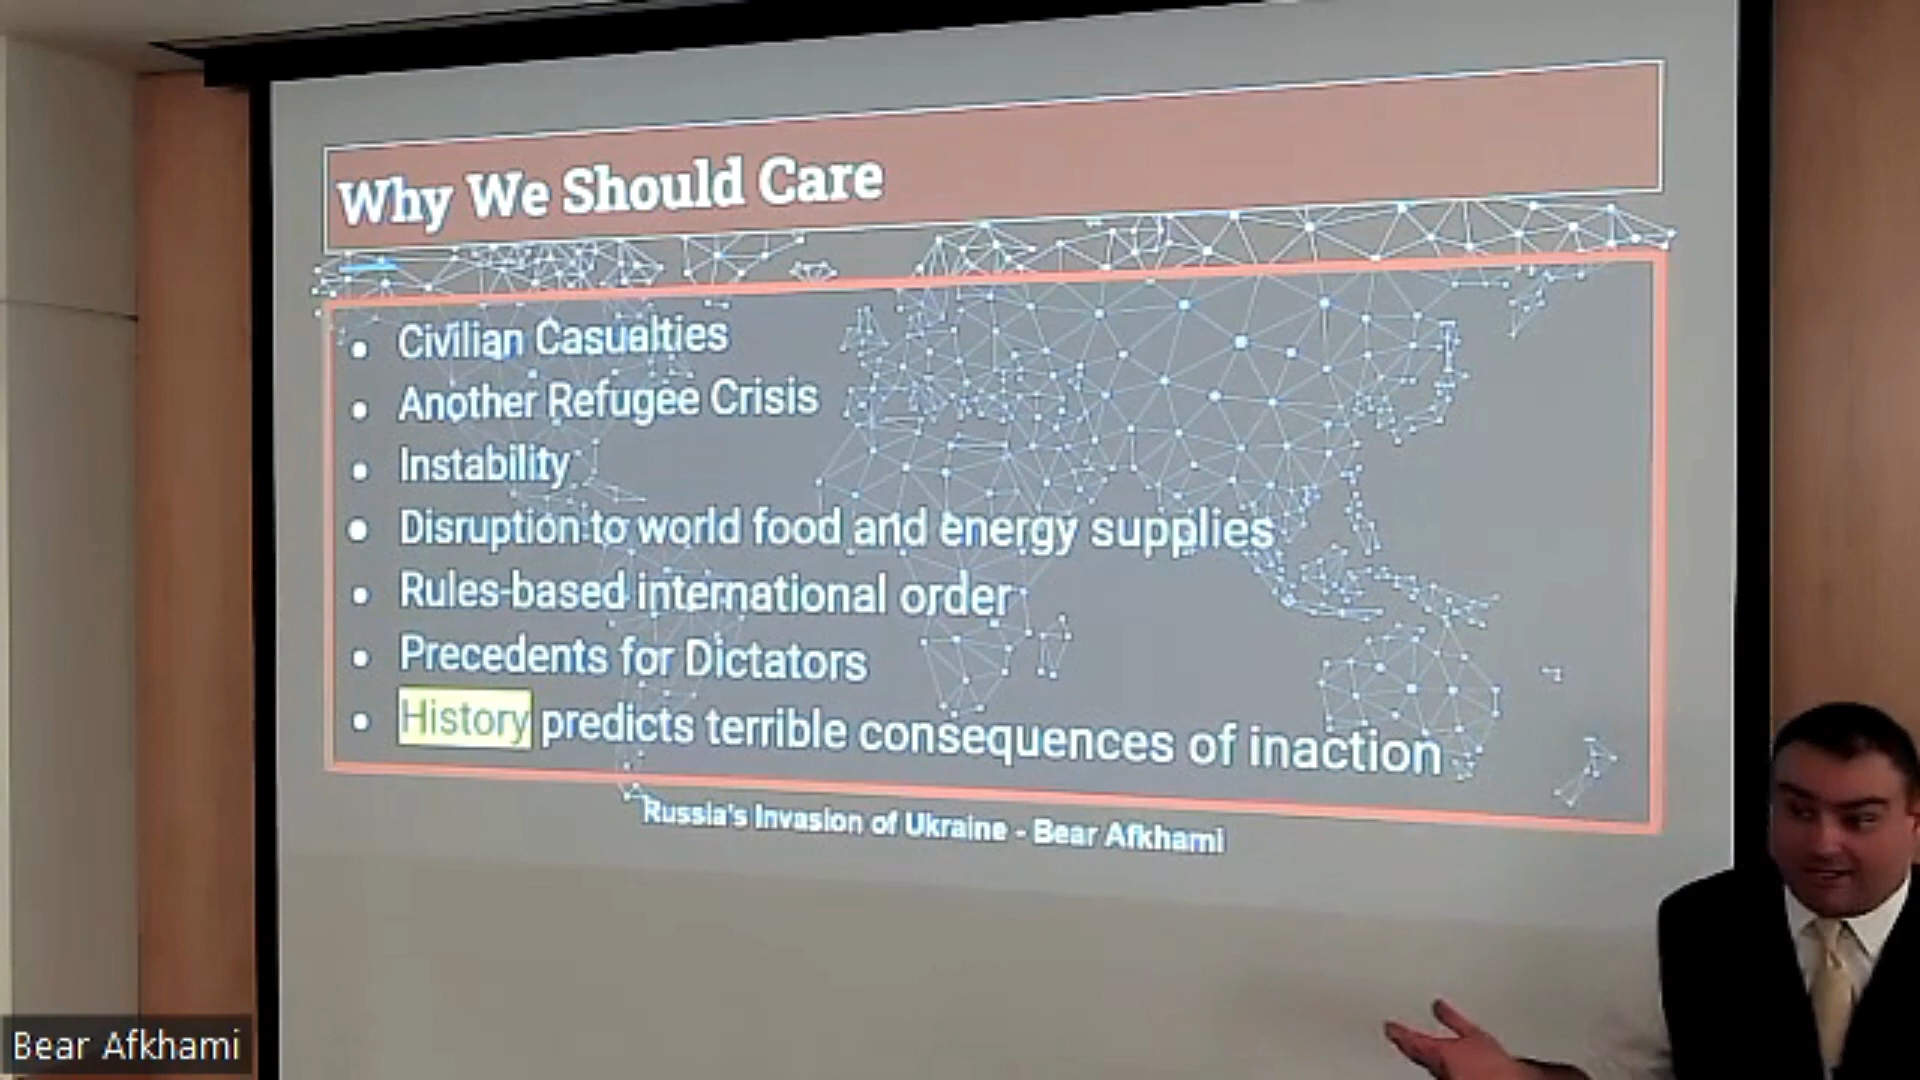 Why We Should Care
Civilian Casualties
Another Refugee Crisis
Instability
Disruption to world food and energy supplies
Rules-based international order
Precedents for Dictators
History predicts terrible consequences of inaction
Russia's Invasion of Ukraine - Bear Afkhami
Bear Afkhami